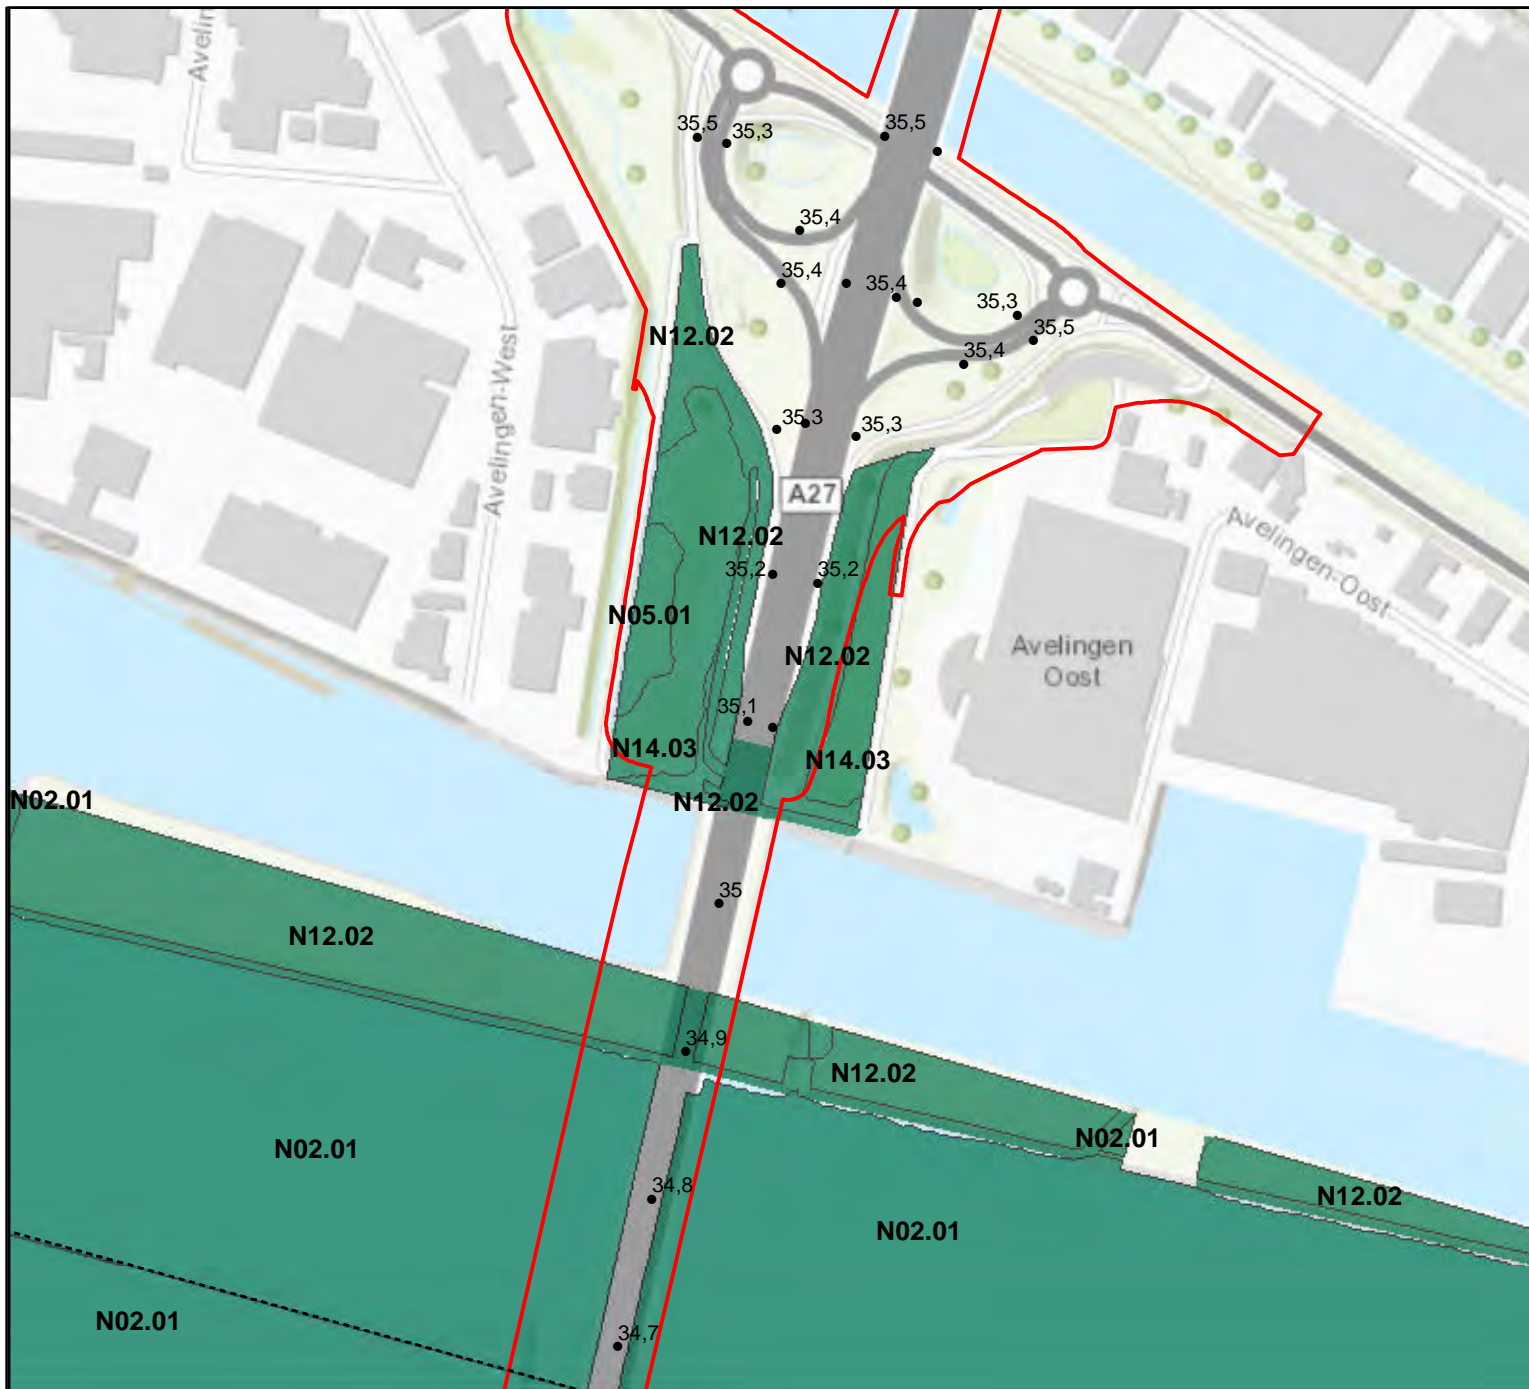 Avelin
35,5
35,3
35,5
35,4
35,4
35,4
35,3
35,5
35,4
N12.02
Avelingen-West
35,3
35,3
A27
N12.02
Avelingen-Oost
35,2
35,2
N05.01
N12.02
Avelingen
Oost
35,1
N14.03
N14.03
N02.01
N12.02
35
N12.02
34,9
N12.02
N02.01
N02.01
34,8
N12.02
N02.01
N02.01
34,7